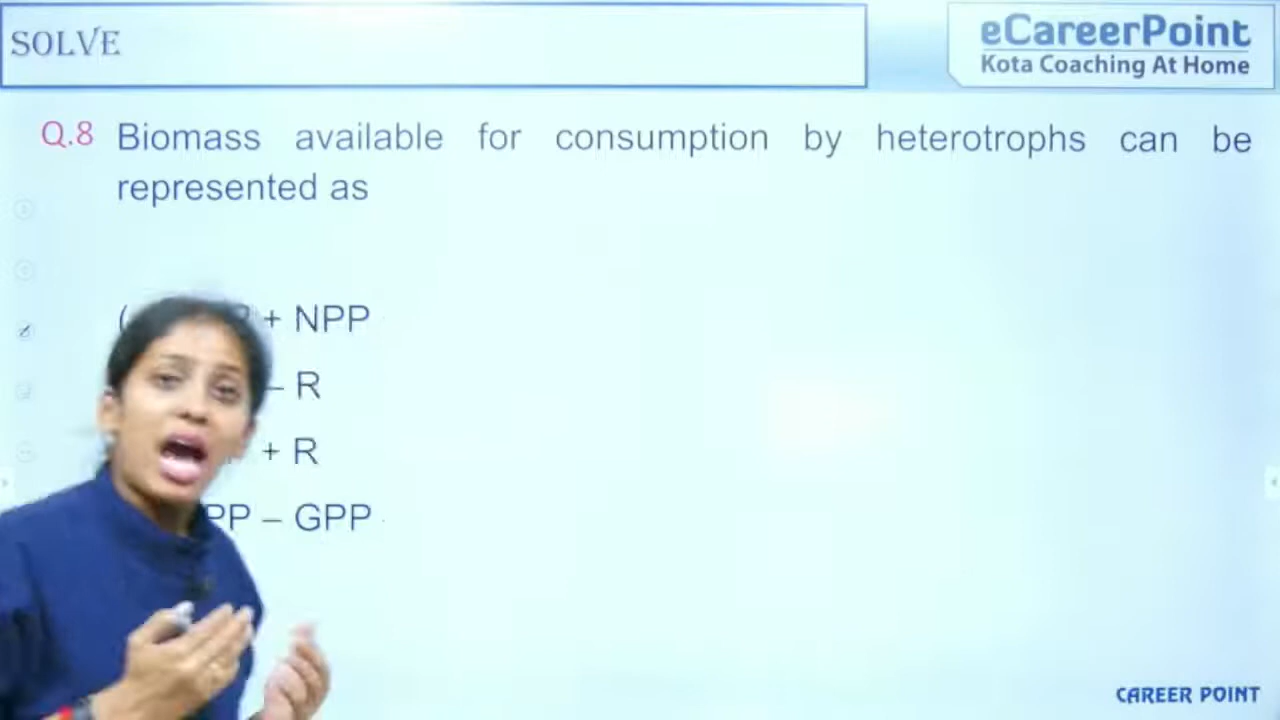 SOLVE
eCareerPoint
Kota Coaching At Home
Q.8 Biomass available for consumption by heterotrophs can be
represented as
+ NPP
– R
+ R
PP – GPP
CAREER POINT